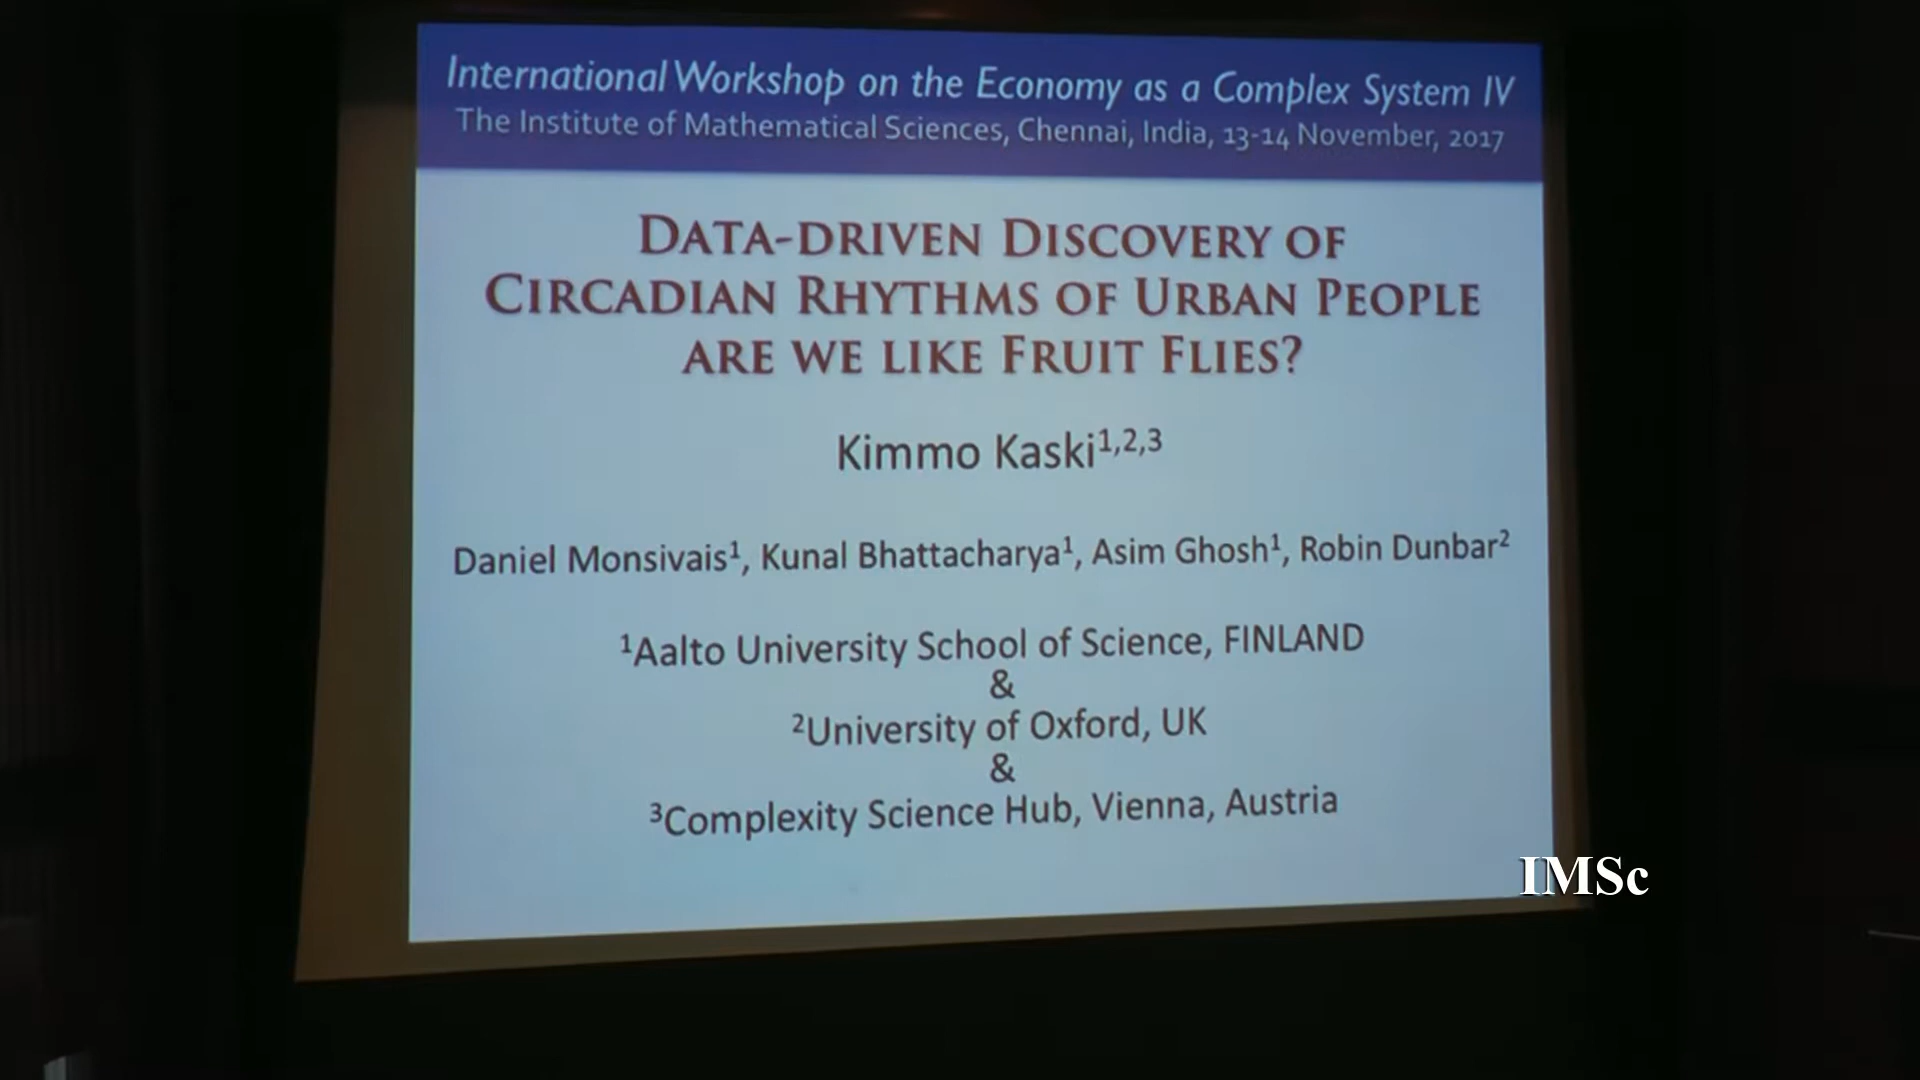 International Workshop on the Economy as a Complex System IV
The Institute of Mathematical Sciences, Chennai, India, 13-14 November, 2017
DATA-DRIVEN DISCOVERY OF
CIRCADIAN RHYTHMS OF URBAN PEOPLE
ARE WE LIKE FRUIT FLIES?
Kimmo Kaski¹,²,³
Daniel Monsivais¹, Kunal Bhattacharya¹, Asim Ghosh¹, Robin Dunbar²
¹Aalto University School of Science, FINLAND
&
²University of Oxford, UK
&
³Complexity Science Hub, Vienna, Austria
IMSc